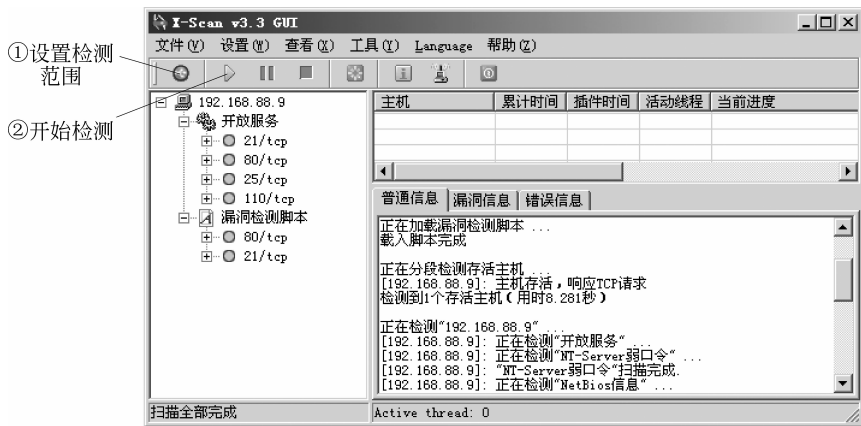 X-Scan v3.3 GUI
文件(V) 设置(W) 查看(X) 工具(Y) Language 帮助(Z)
①设置检测
范围
②开始检测
192.168.88.9
开放服务
21/tcp
80/tcp
25/tcp
110/tcp
漏洞检测脚本
80/tcp
21/tcp
主机 累计时间 插件时间 活动线程 当前进度
普通信息 漏洞信息 错误信息
正在加载漏洞检测脚本 ...
载入脚本完成
正在分段检测存活主机 ...
[192.168.88.9]: 主机存活,响应TCP请求
检测到1个存活主机(用时8.281秒)
正在检测"192.168.88.9" ...
[192.168.88.9]: 正在检测"开放服务" ...
[192.168.88.9]: 正在检测"NT-Server弱口令" ...
[192.168.88.9]: "NT-Server弱口令"扫描完成.
[192.168.88.9]: 正在检测"NetBios信息" ...
扫描全部完成
Active thread: 0